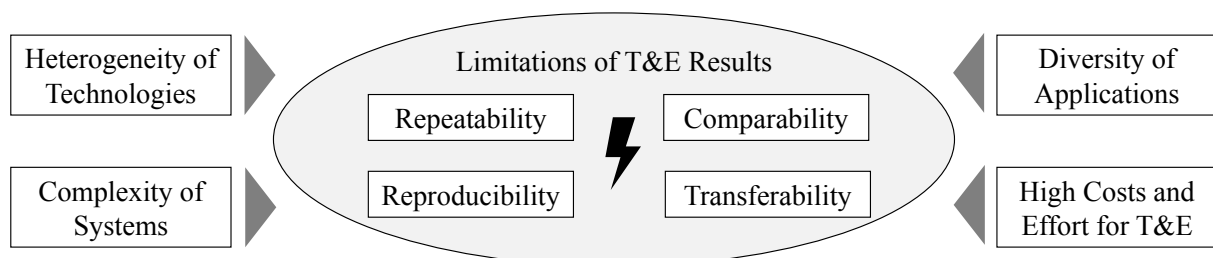 Heterogeneity of
Technologies
Complexity of
Systems
Limitations of T&E Results
Repeatability
Comparability
Reproducibility
Transferability
Diversity of
Applications
High Costs and
Effort for T&E